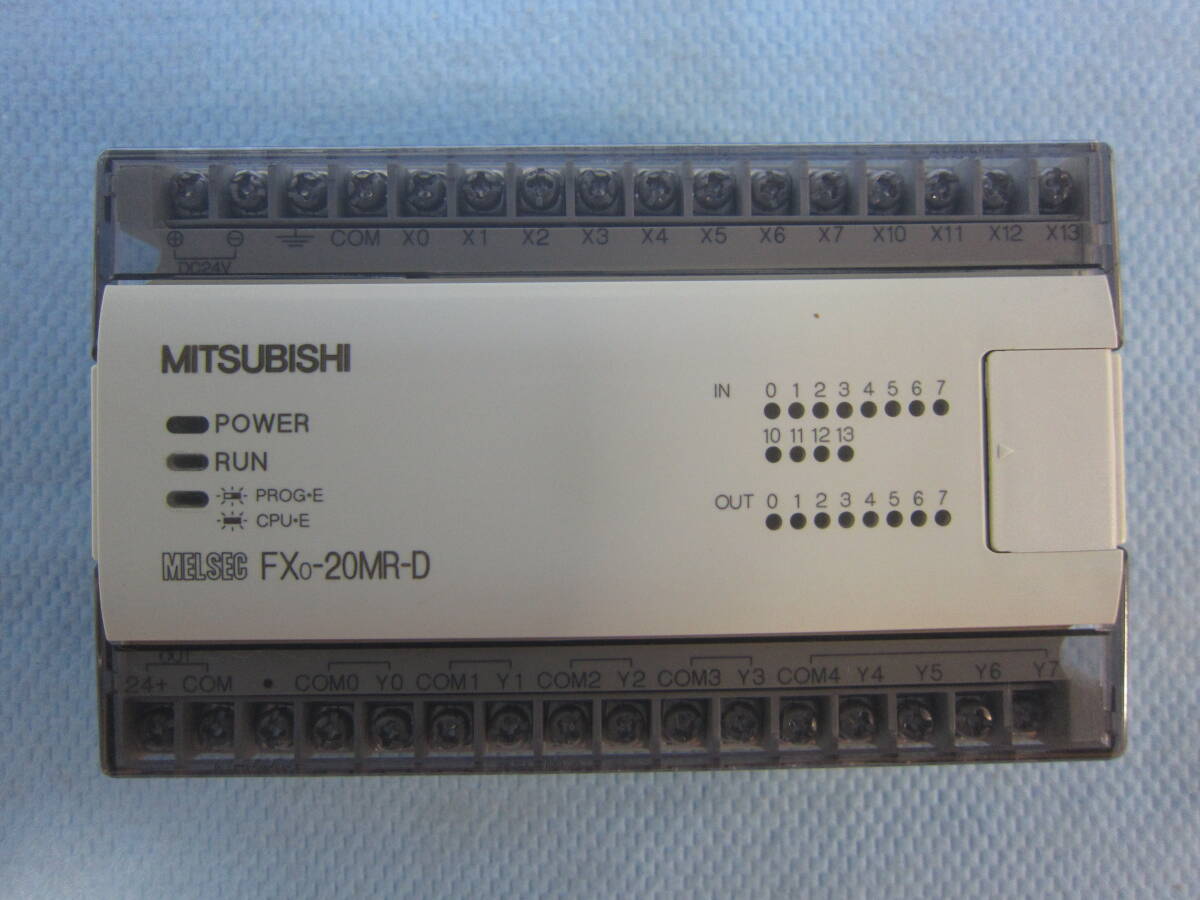 ⊕ ⊖ COM X0 X1 X2 X3 X4 X5 X6 X7 X10 X11 X12 X13
DC24V
MITSUBISHI
POWER
RUN
PROG•E
CPU•E
MELSEC FX0-20MR-D
IN 0 1 2 3 4 5 6 7
10 11 12 13
OUT 0 1 2 3 4 5 6 7
OUT
24+ COM • COM0 Y0 COM1 Y1 COM2 Y2 COM3 Y3 COM4 Y4 Y5 Y6 Y7